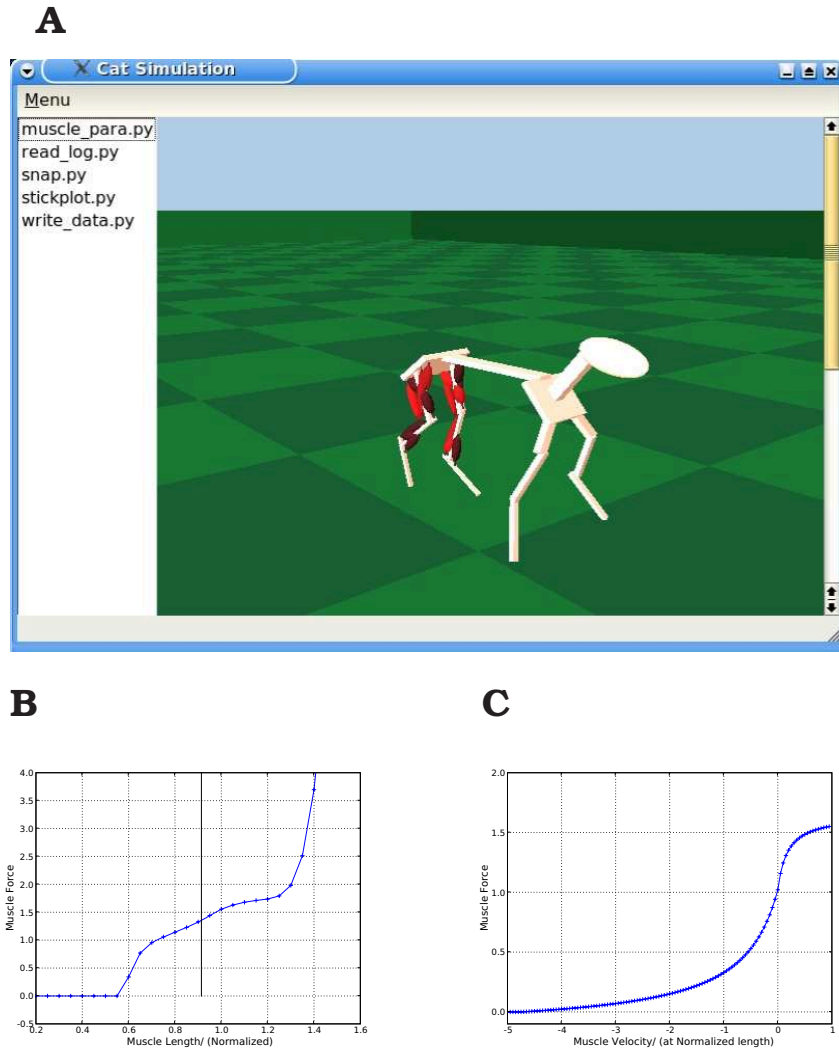 A
Cat Simulation
Menu
muscle_para.py
read_log.py
snap.py
stickplot.py
write_data.py
B
C
4.0
3.5
3.0
2.5
2.0
1.5
1.0
0.5
0.0
-0.5
0.2 0.4 0.6 0.8 1.0 1.2 1.4 1.6
Muscle Force
Muscle Length/ (Normalized)
2.0
1.5
1.0
0.5
0.0
-5 -4 -3 -2 -1 0 1
Muscle Force
Muscle Velocity/ (at Normalized length)